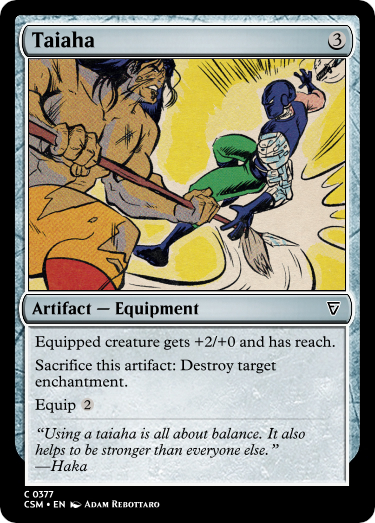 Taiaha 3
Artifact — Equipment
Equipped creature gets +2/+0 and has reach.
Sacrifice this artifact: Destroy target
enchantment.
Equip 2
“Using a taiaha is all about balance. It also
helps to be stronger than everyone else.”
—Haka
C 0377
CSM • EN Adam Rebottaro